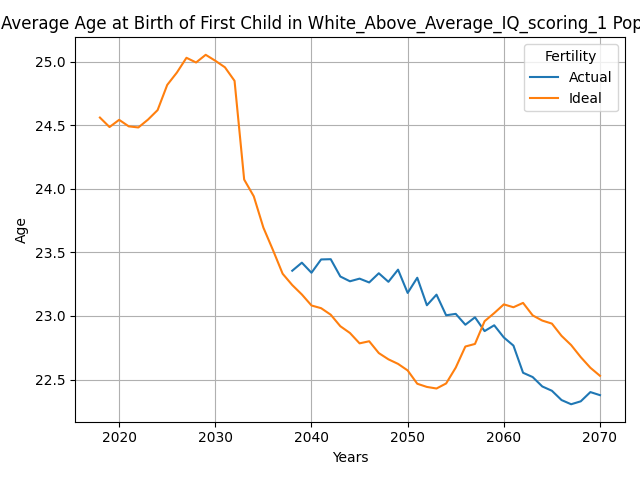 Average Age at Birth of First Child in White_Above_Average_IQ_scoring_1 Pop
Fertility
Actual
Ideal
25.0
24.5
24.0
23.5
23.0
22.5
Age
2020 2030 2040 2050 2060 2070
Years